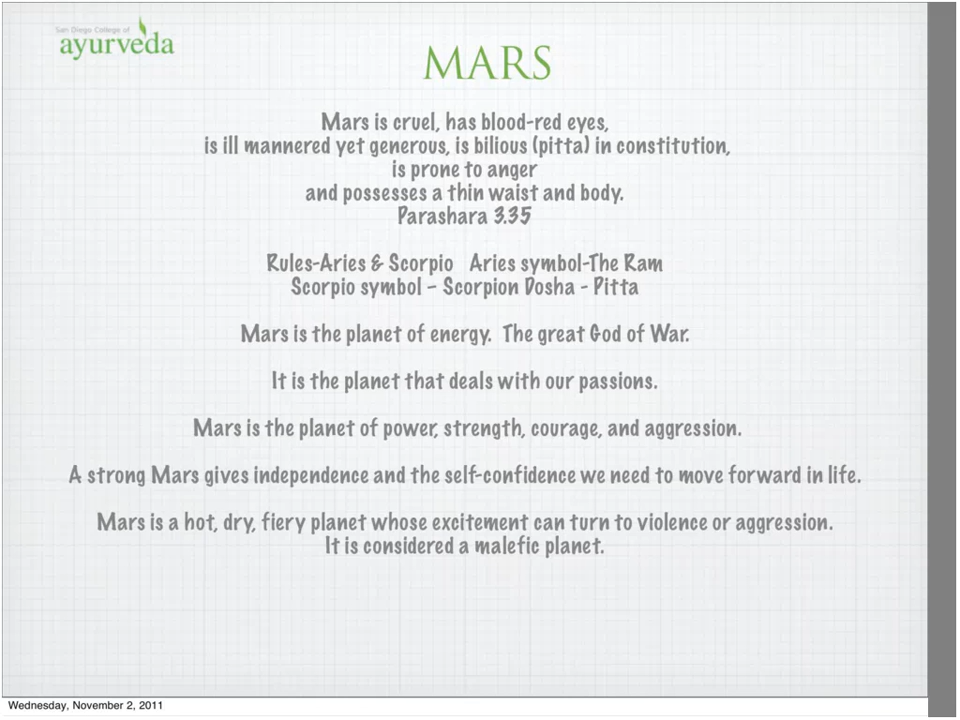 San Diego College of
ayurveda
MARS
Mars is cruel, has blood-red eyes,
is ill mannered yet generous, is bilious (pitta) in constitution,
is prone to anger
and possesses a thin waist and body.
Parashara 3.35
Rules-Aries & Scorpio   Aries symbol-The Ram
Scorpio symbol – Scorpion Dosha - Pitta
Mars is the planet of energy.  The great God of War.
It is the planet that deals with our passions.
Mars is the planet of power, strength, courage, and aggression.
A strong Mars gives independence and the self-confidence we need to move forward in life.
Mars is a hot, dry, fiery planet whose excitement can turn to violence or aggression.
It is considered a malefic planet.
Wednesday, November 2, 2011